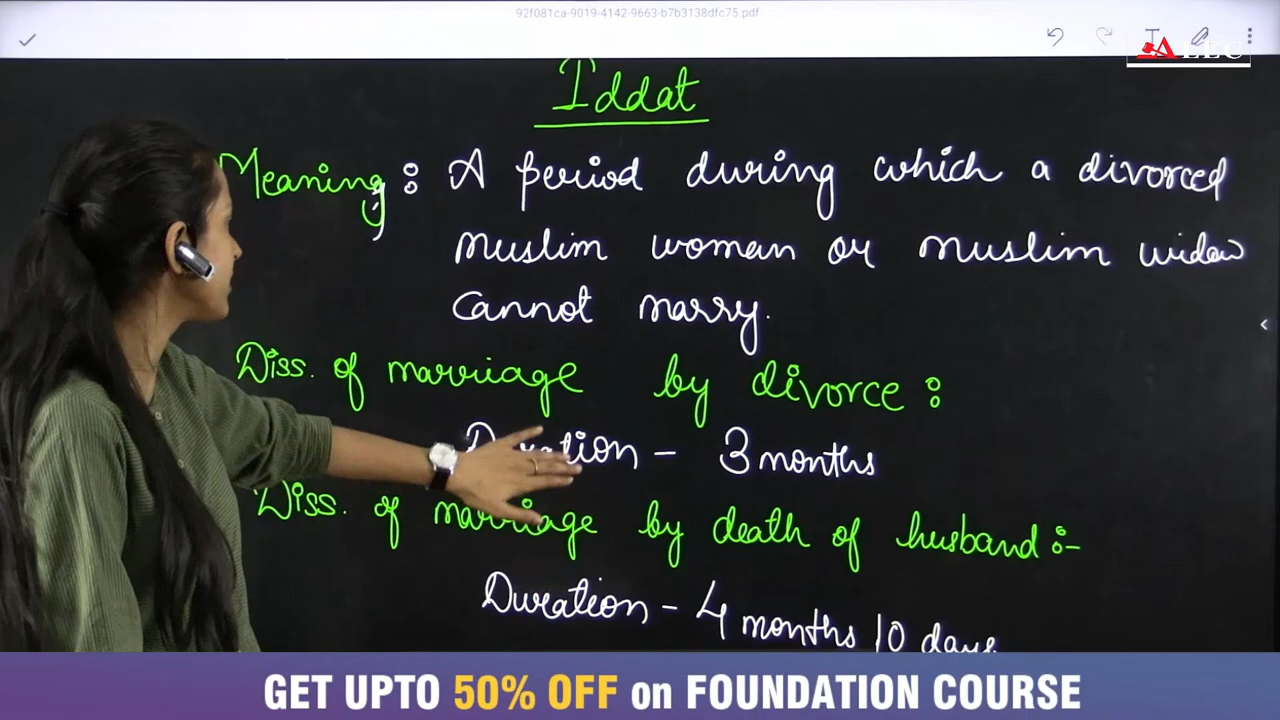 92f081ca-9019-4142-9663-b7b3138dfc75 pdf
Iddat
Meaning : A period during which a divorced
Muslim woman or Muslim widow
cannot marry.
Diss. of marriage by divorce :
Duration - 3 months
Diss. of marriage by death of husband :-
Duration - 4 months 10 days
GET UPTO 50% OFF on FOUNDATION COURSE